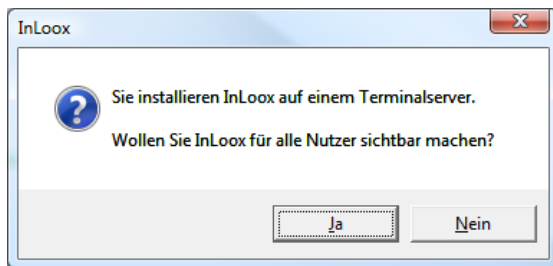 InLoox
Sie installieren InLoox auf einem Terminalserver.
Wollen Sie InLoox für alle Nutzer sichtbar machen?
Ja Nein